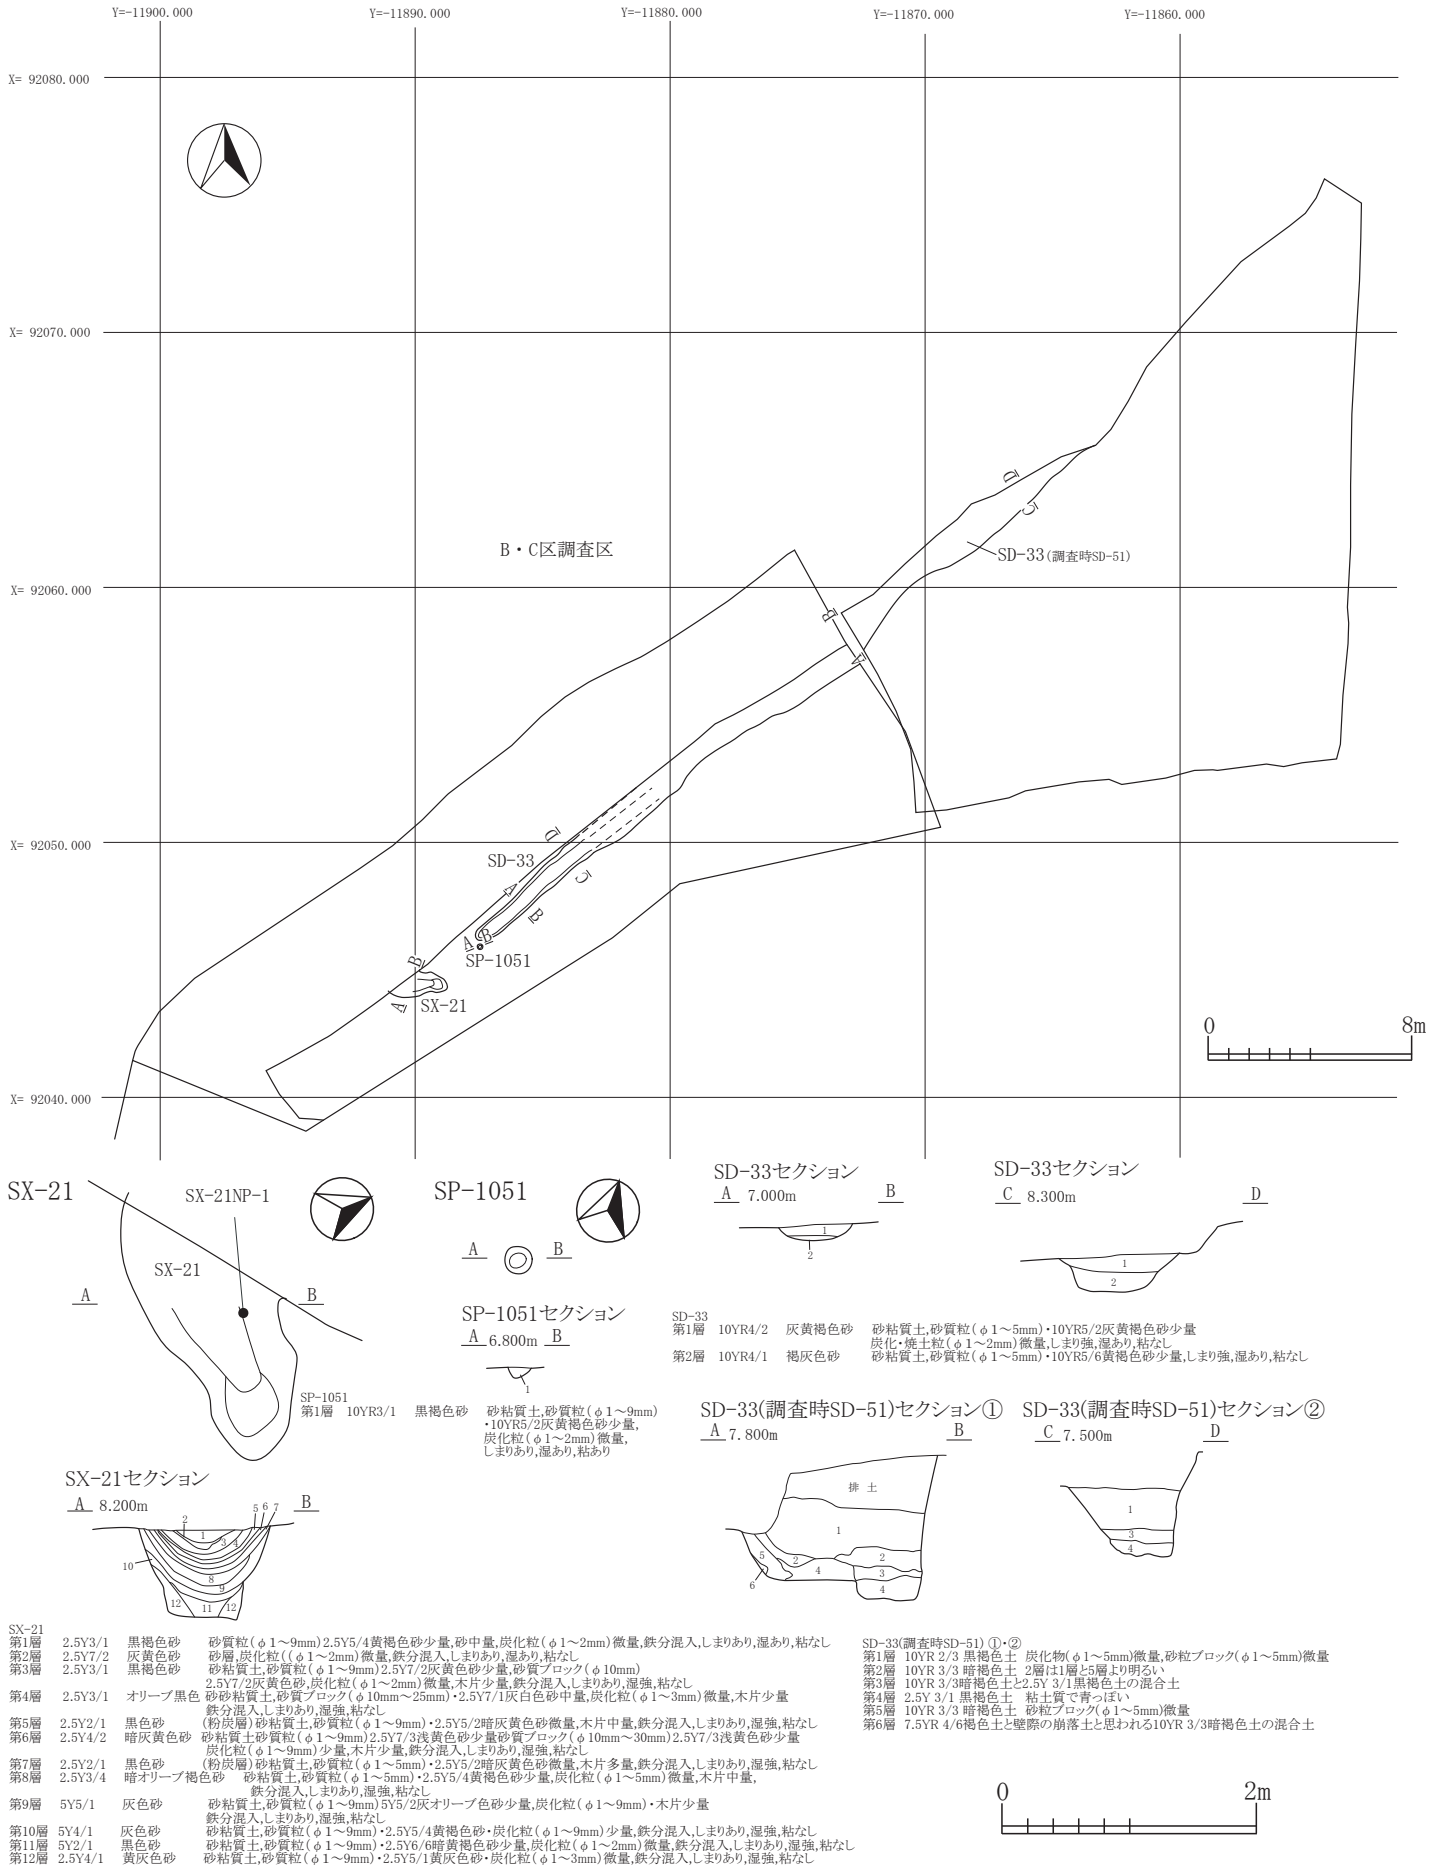 Y=-11900.000
Y=-11890.000
Y=-11880.000
Y=-11870.000
Y=-11860.000
X= 92080.000
X= 92070.000
X= 92060.000
X= 92050.000
X= 92040.000
B・C区調査区
D
C
SD-33(調査時SD-51)
B
A
D
SD-33
A
C
B
A B
SP-1051
B
A
SX-21
0 8m
SX-21
SX-21NP-1
SX-21
A B
SP-1051
A B
SP-1051セクション
A 6.800m B
1
SP-1051
第1層 10YR3/1 黒褐色砂 砂粘質土,砂質粒(φ1～9mm)
・10YR5/2灰黄褐色砂少量,
炭化粒(φ1～2mm)微量,
しまりあり,湿あり,粘あり
SD-33セクション
A 7.000m B
1
2
SD-33セクション
C 8.300m D
1
2
SD-33
第1層 10YR4/2 灰黄褐色砂 砂粘質土,砂質粒(φ1～5mm)・10YR5/2灰黄褐色砂少量
炭化・焼土粒(φ1～2mm)微量,しまり強,湿あり,粘なし
第2層 10YR4/1 褐灰色砂 砂粘質土,砂質粒(φ1～5mm)・10YR5/6黄褐色砂少量,しまり強,湿あり,粘なし
SD-33(調査時SD-51)セクション①
A 7.800m B
排 土
1
5 2 2
4 3
6 4
SD-33(調査時SD-51)セクション②
C 7.500m D
1
3
4
SX-21セクション
A 8.200m B
2 5 6 7
1 3 4
10 8
9
12 11 12
SX-21
第1層 2.5Y3/1 黒褐色砂 砂質粒(φ1～9mm)2.5Y5/4黄褐色砂少量,砂中量,炭化粒(φ1～2mm)微量,鉄分混入,しまりあり,湿あり,粘なし
第2層 2.5Y7/2 灰黄色砂 砂層,炭化粒((φ1～2mm)微量,鉄分混入,しまりあり,湿あり,粘なし
第3層 2.5Y3/1 黒褐色砂 砂粘質土,砂質粒(φ1～9mm)2.5Y7/2灰黄色砂少量,砂質ブロック(φ10mm)
2.5Y7/2灰黄色砂,炭化粒(φ1～2mm)微量,木片少量,鉄分混入,しまりあり,湿強,粘なし
第4層 2.5Y3/1 オリーブ黒色 砂砂粘質土,砂質ブロック(φ10mm～25mm)・2.5Y7/1灰白色砂中量,炭化粒(φ1～3mm)微量,木片少量
鉄分混入,しまりあり,湿強,粘なし
第5層 2.5Y2/1 黒色砂 (粉炭層)砂粘質土,砂質粒(φ1～9mm)・2.5Y5/2暗灰黄色砂微量,木片中量,鉄分混入,しまりあり,湿強,粘なし
第6層 2.5Y4/2 暗灰黄色砂 砂粘質土砂質粒(φ1～9mm)2.5Y7/3浅黄色砂少量砂質ブロック(φ10mm～30mm)2.5Y7/3浅黄色砂少量
炭化粒(φ1～9mm)少量,木片少量,鉄分混入,しまりあり,湿強,粘なし
第7層 2.5Y2/1 黒色砂 (粉炭層)砂粘質土,砂質粒(φ1～5mm)・2.5Y5/2暗灰黄色砂微量,木片多量,鉄分混入,しまりあり,湿強,粘なし
第8層 2.5Y3/4 暗オリーブ褐色砂 砂粘質土,砂質粒(φ1～5mm)・2.5Y5/4黄褐色砂少量,炭化粒(φ1～5mm)微量,木片中量,
鉄分混入,しまりあり,湿強,粘なし
第9層 5Y5/1 灰色砂 砂粘質土,砂質粒(φ1～9mm)5Y5/2灰オリーブ色砂少量,炭化粒(φ1～9mm)・木片少量
鉄分混入,しまりあり,湿強,粘なし
第10層 5Y4/1 灰色砂 砂粘質土,砂質粒(φ1～9mm)・2.5Y5/4黄褐色砂・炭化粒(φ1～9mm)少量,鉄分混入,しまりあり,湿強,粘なし
第11層 5Y2/1 黒色砂 砂粘質土,砂質粒(φ1～9mm)・2.5Y6/6暗黄褐色砂少量,炭化粒(φ1～2mm)微量,鉄分混入,しまりあり,湿強,粘なし
第12層 2.5Y4/1 黄灰色砂 砂粘質土,砂質粒(φ1～9mm)・2.5Y5/1黄灰色砂・炭化粒(φ1～3mm)微量,鉄分混入,しまりあり,湿強,粘なし
SD-33(調査時SD-51) ①・②
第1層 10YR 2/3 黒褐色土 炭化物(φ1～5mm)微量,砂粒ブロック(φ1～5mm)微量
第2層 10YR 3/3 暗褐色土 2層は1層と5層より明るい
第3層 10YR 3/3暗褐色土と2.5Y 3/1黒褐色土の混合土
第4層 2.5Y 3/1 黒褐色土 粘土質で青っぽい
第5層 10YR 3/3 暗褐色土 砂粒ブロック(φ1～5mm)微量
第6層 7.5YR 4/6褐色土と壁際の崩落土と思われる10YR 3/3暗褐色土の混合土
0 2m